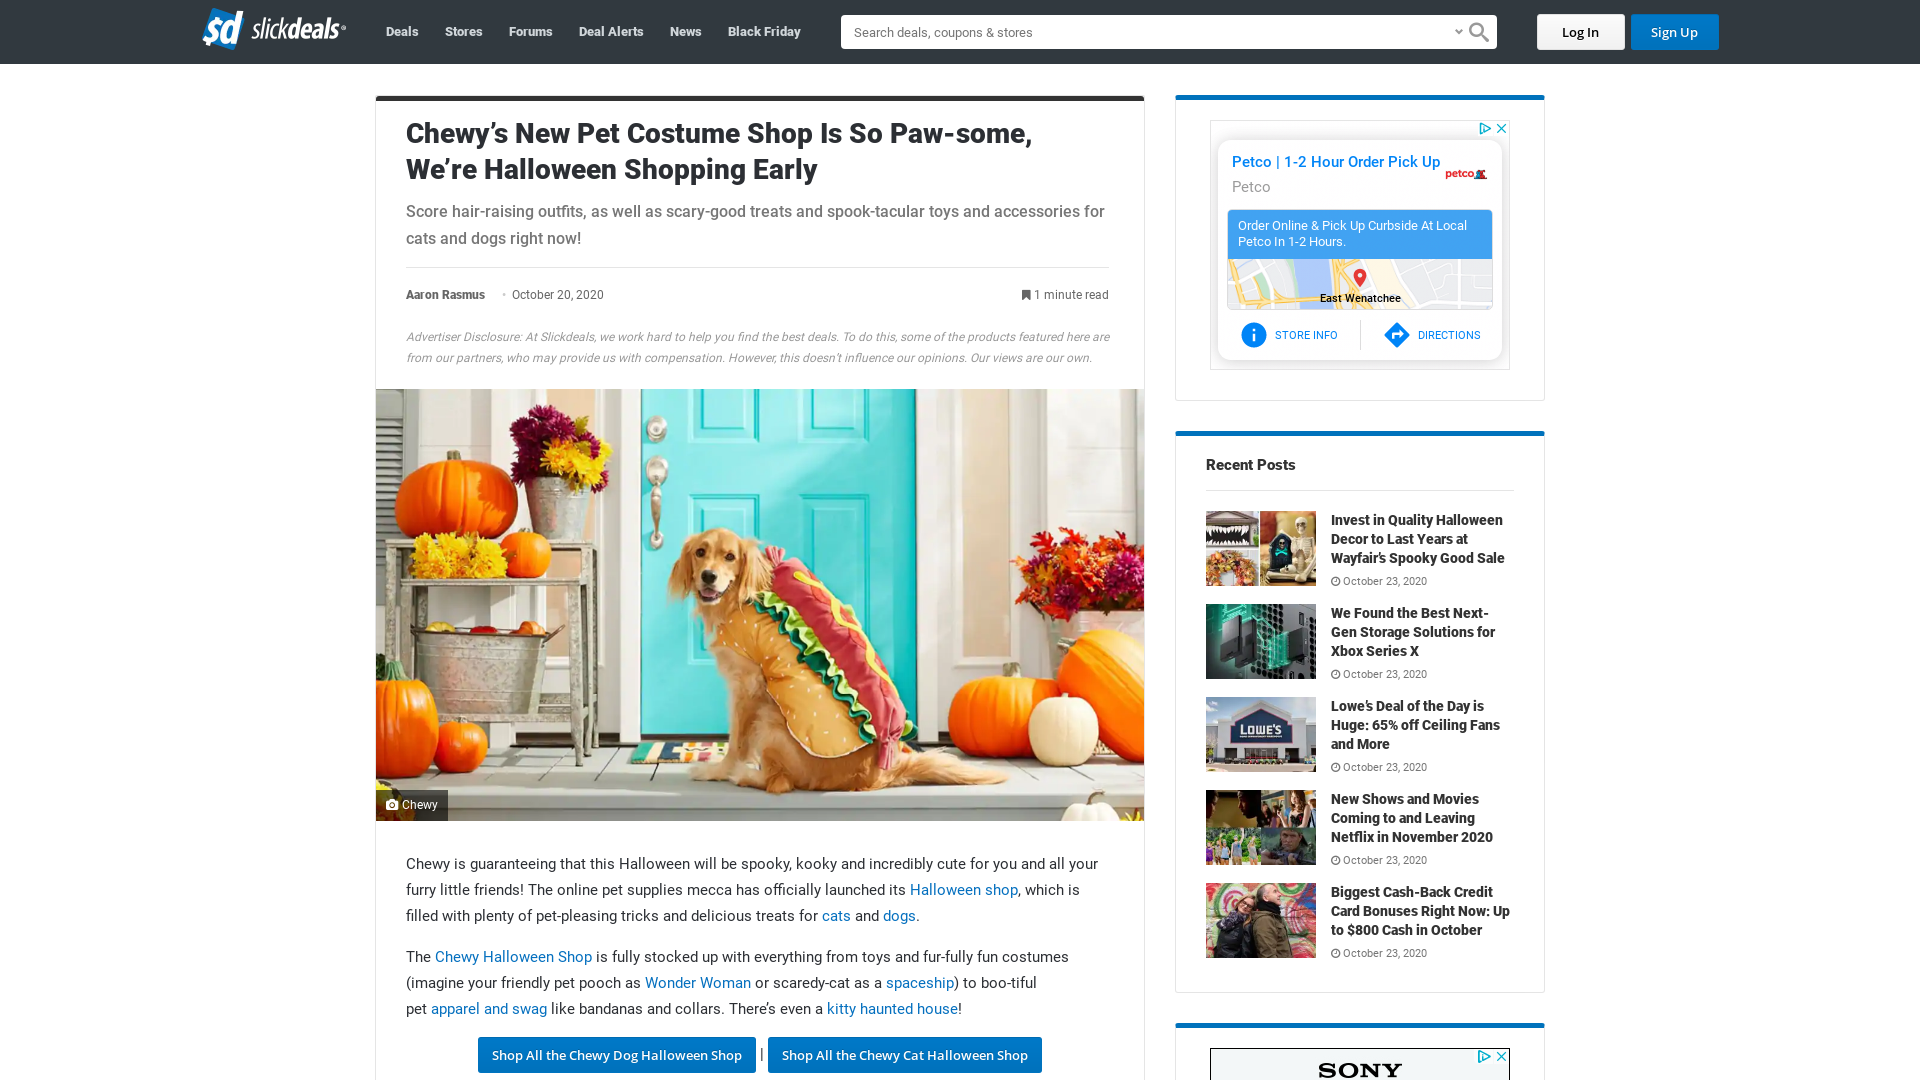 sd slickdeals
Deals
Stores
Forums
Deal Alerts
News
Black Friday
Search deals, coupons & stores
Log In
Sign Up
Chewy’s New Pet Costume Shop Is So Paw-some,
We’re Halloween Shopping Early
Score hair-raising outfits, as well as scary-good treats and spook-tacular toys and accessories for
cats and dogs right now!
Aaron Rasmus • October 20, 2020
1 minute read
Advertiser Disclosure: At Slickdeals, we work hard to help you find the best deals. To do this, some of the products featured here are
from our partners, who may provide us with compensation. However, this doesn’t influence our opinions. Our views are our own.
Chewy
Chewy is guaranteeing that this Halloween will be spooky, kooky and incredibly cute for you and all your
furry little friends! The online pet supplies mecca has officially launched its Halloween shop, which is
filled with plenty of pet-pleasing tricks and delicious treats for cats and dogs.
The Chewy Halloween Shop is fully stocked up with everything from toys and fur-fully fun costumes
(imagine your friendly pet pooch as Wonder Woman or scaredy-cat as a spaceship) to boo-tiful
pet apparel and swag like bandanas and collars. There’s even a kitty haunted house!
Shop All the Chewy Dog Halloween Shop | Shop All the Chewy Cat Halloween Shop
Petco | 1-2 Hour Order Pick Up
Petco
petco
Order Online & Pick Up Curbside At Local
Petco In 1-2 Hours.
East Wenatchee
STORE INFO
DIRECTIONS
Recent Posts
Invest in Quality Halloween
Decor to Last Years at
Wayfair’s Spooky Good Sale
October 23, 2020
We Found the Best Next-
Gen Storage Solutions for
Xbox Series X
October 23, 2020
LOWE'S
Lowe’s Deal of the Day is
Huge: 65% off Ceiling Fans
and More
October 23, 2020
New Shows and Movies
Coming to and Leaving
Netflix in November 2020
October 23, 2020
Biggest Cash-Back Credit
Card Bonuses Right Now: Up
to $800 Cash in October
October 23, 2020
SONY